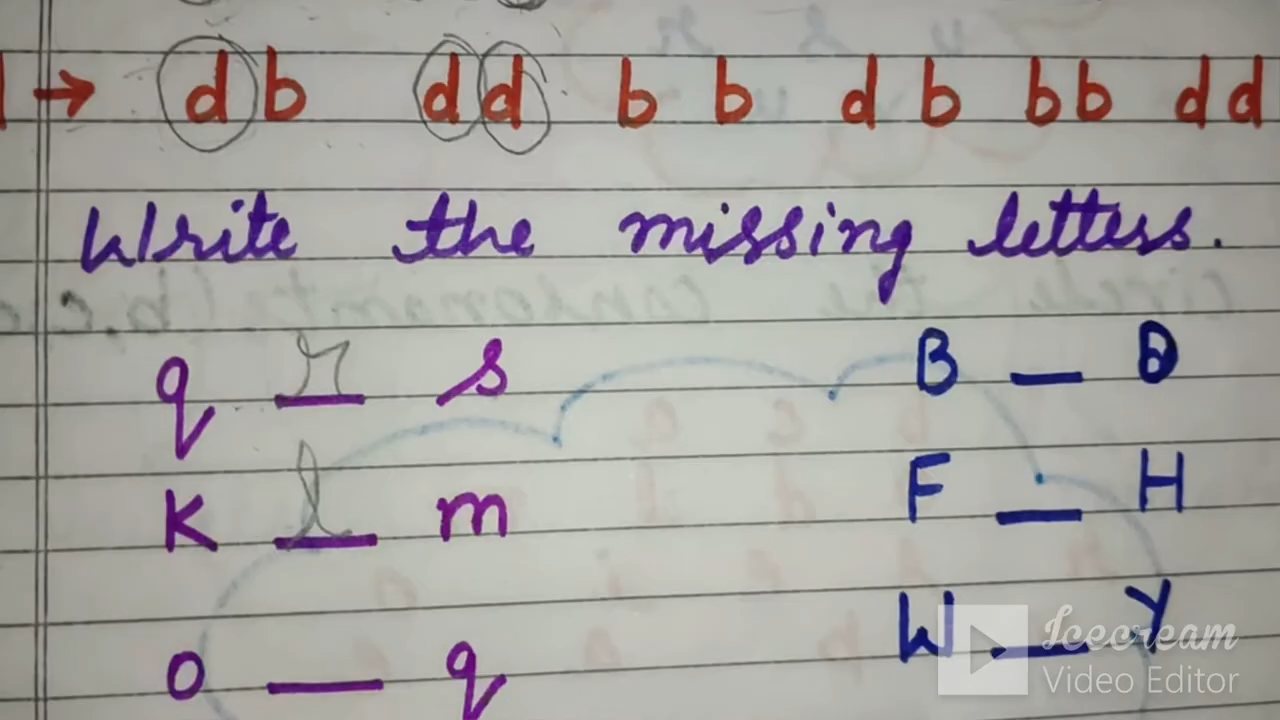 → d b d d b b d b b b d d
Write the missing letters.
q r s B _ D
K l m F _ H
o _ q W _ Y
Icecream
Video Editor